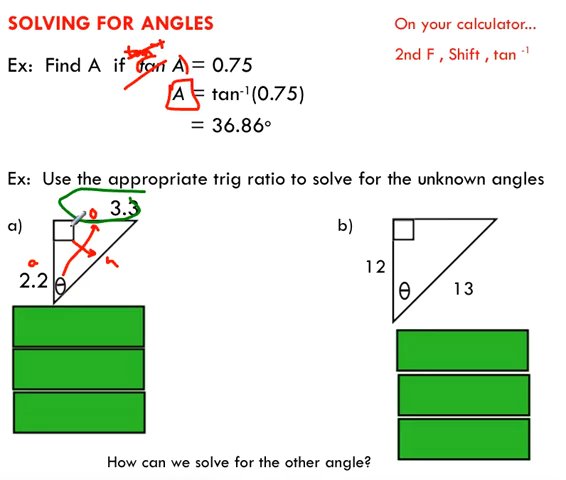 SOLVING FOR ANGLES
On your calculator...
2nd F , Shift , tan -1
Ex: Find A if tan A = 0.75
A = tan-1(0.75)
= 36.86°
Ex: Use the appropriate trig ratio to solve for the unknown angles
a)
3.3
o
a
h
2.2
θ
b)
12
θ
13
How can we solve for the other angle?